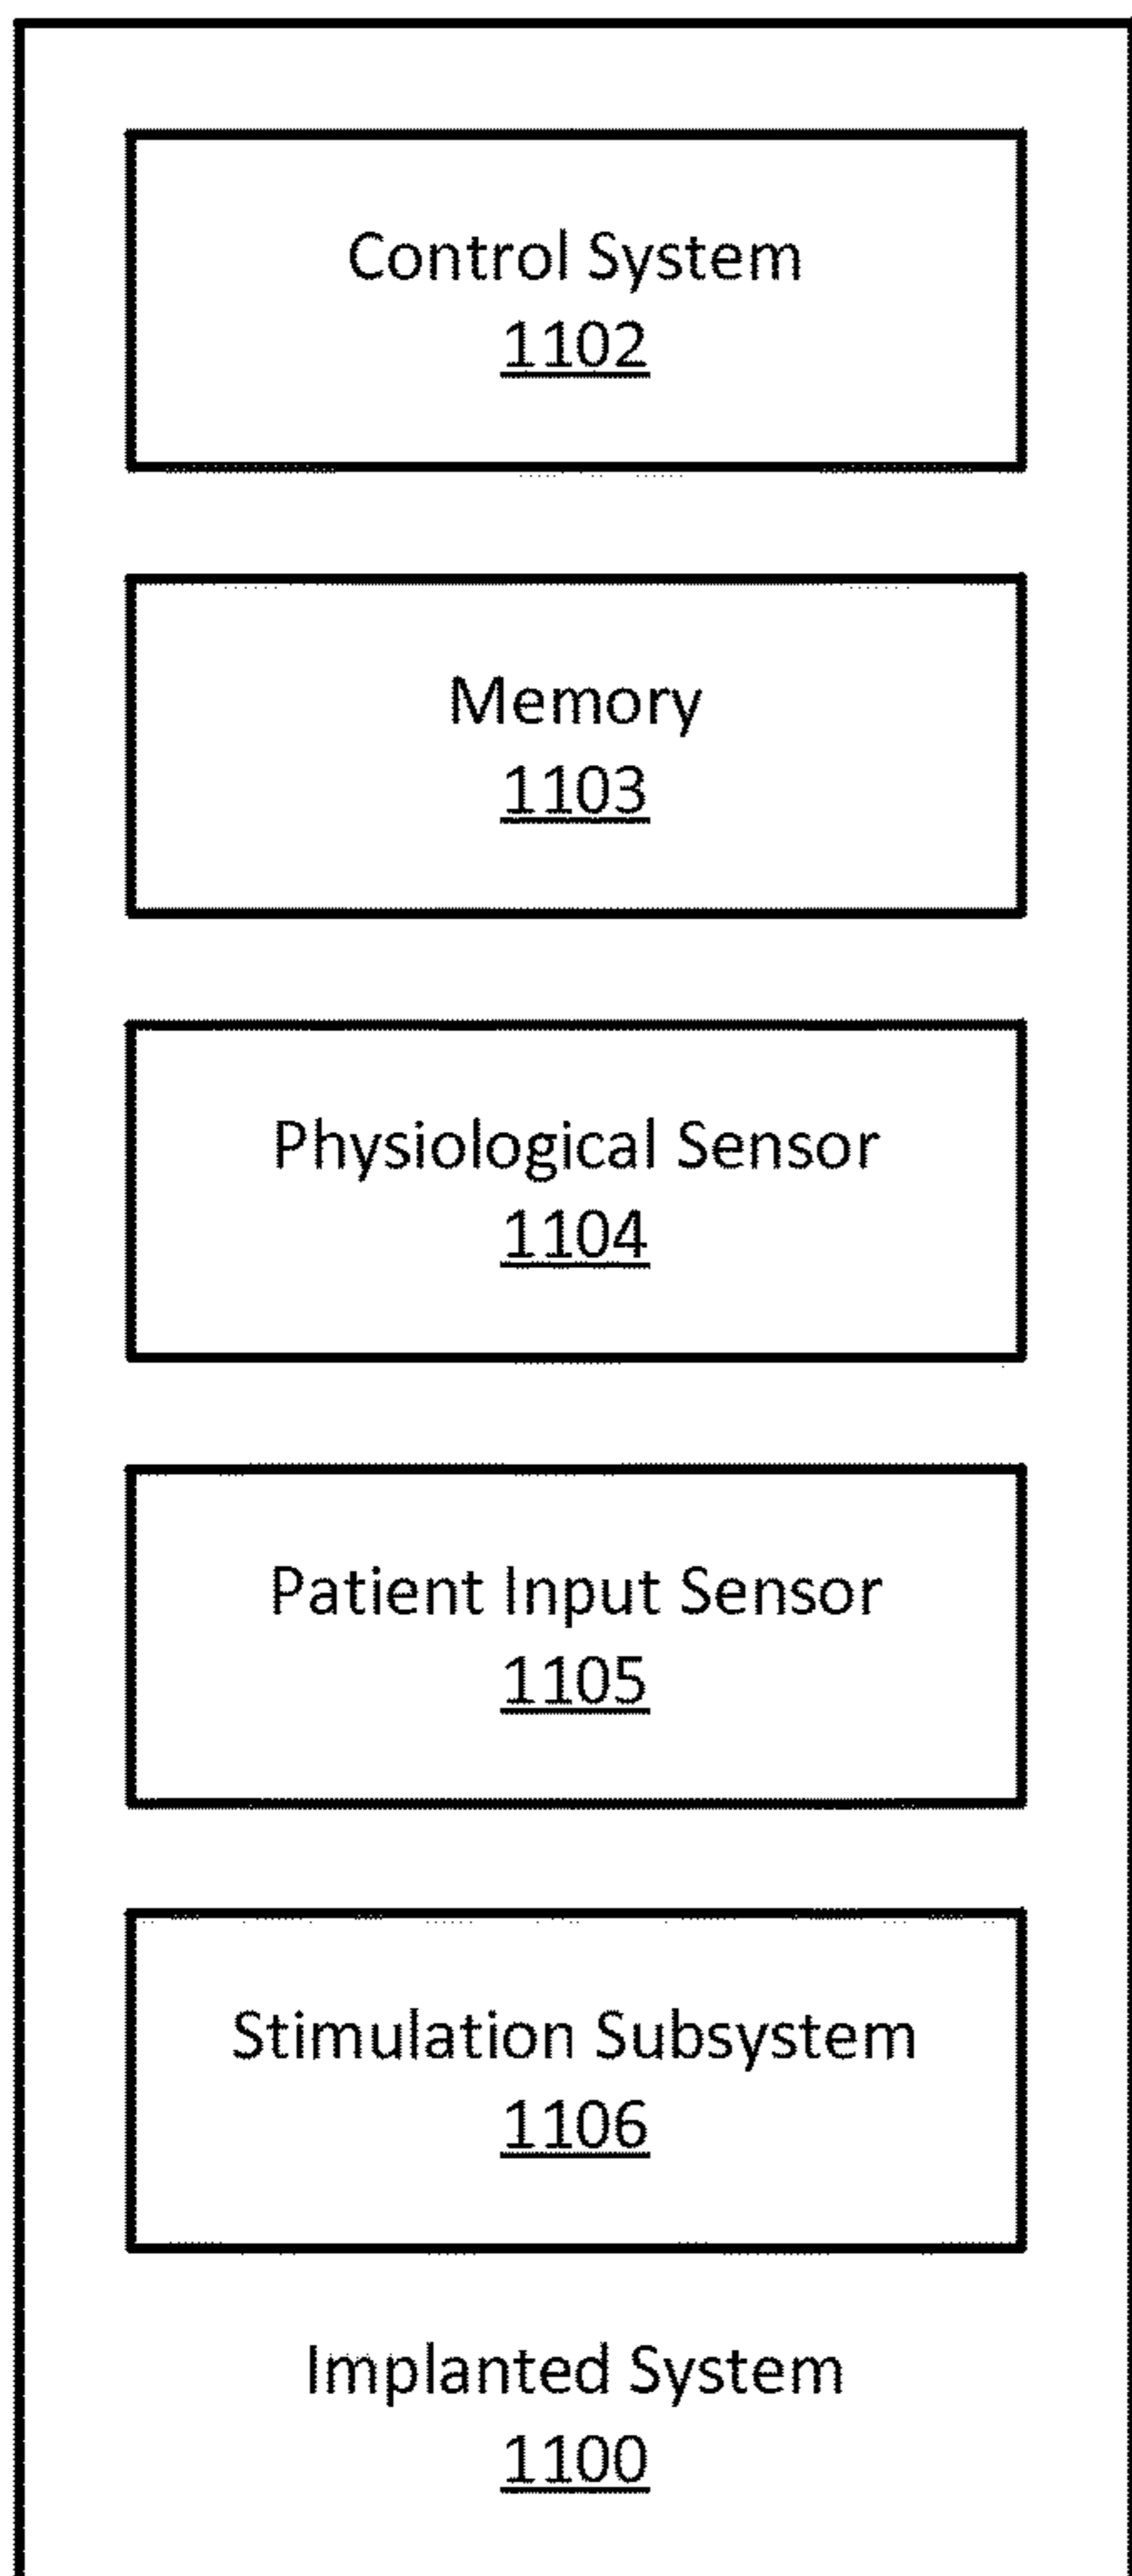 Control System
1102
Memory
1103
Physiological Sensor
1104
Patient Input Sensor
1105
Stimulation Subsystem
1106
Implanted System
1100